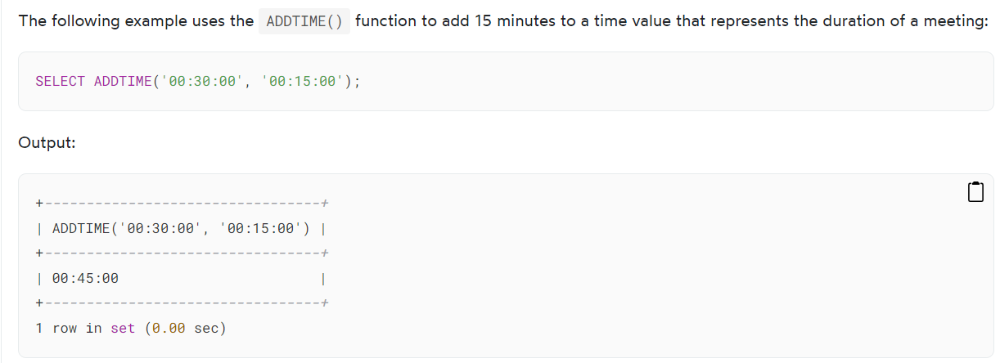 The following example uses the ADDTIME() function to add 15 minutes to a time value that represents the duration of a meeting:
SELECT ADDTIME('00:30:00', '00:15:00');
Output:
+---------------------------------+
| ADDTIME('00:30:00', '00:15:00') |
+---------------------------------+
| 00:45:00                        |
+---------------------------------+
1 row in set (0.00 sec)